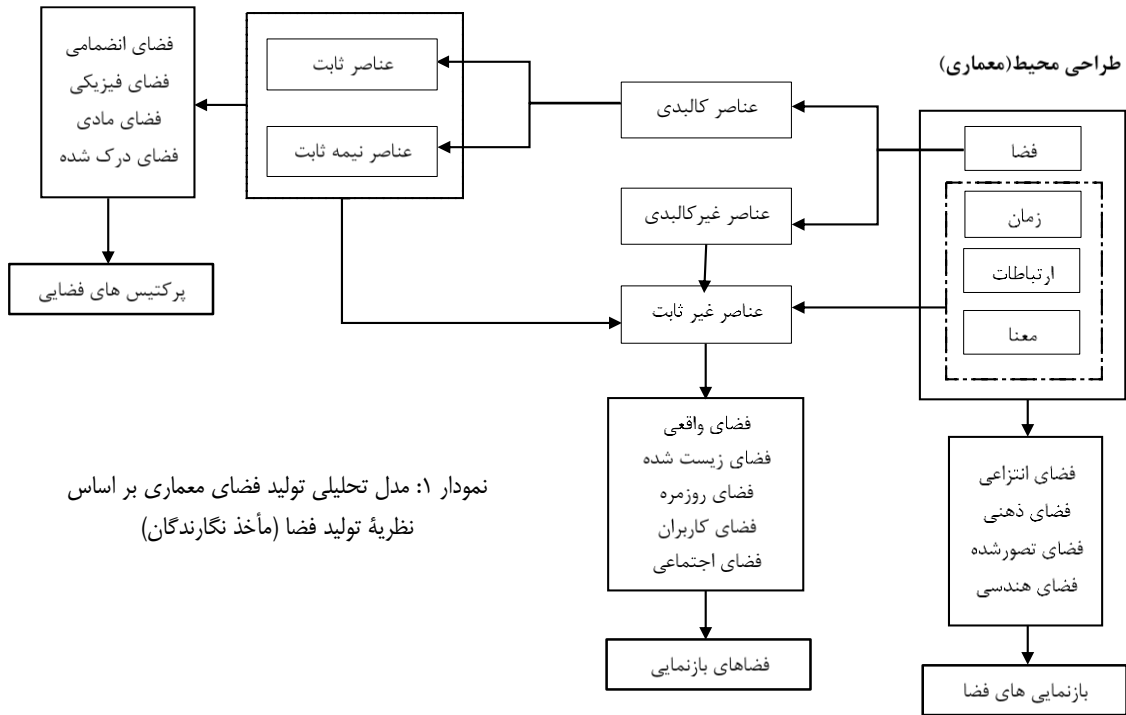 طراحی محیط(معماری)
فضا
زمان
ارتباطات
معنا
فضای انتزاعی
فضای ذهنی
فضای تصورشده
فضای هندسی
بازنمایی های فضا
عناصر کالبدی
عناصر غیرکالبدی
عناصر غیر ثابت
فضای واقعی
فضای زیست شده
فضای روزمره
فضای کاربران
فضای اجتماعی
فضاهای بازنمایی
عناصر ثابت
عناصر نیمه ثابت
فضای انضمامی
فضای فیزیکی
فضای مادی
فضای درک شده
پرکتیس های فضایی
نمودار ۱: مدل تحلیلی تولید فضای معماری بر اساس
نظریهٔ تولید فضا (مأخذ نگارندگان)